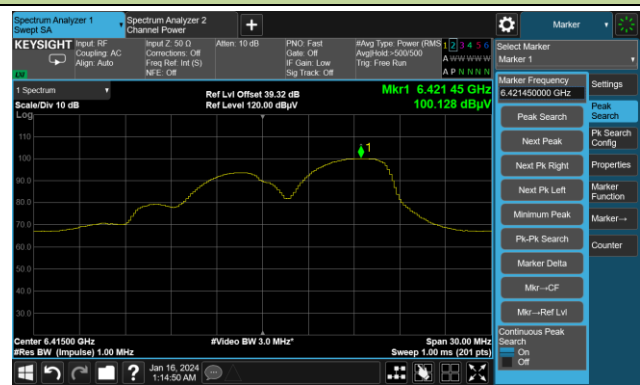 Spectrum Analyzer 1
Swept SA
Spectrum Analyzer 2
Channel Power
Marker
KEYSIGHT
Input: RF
Coupling: AC
Align: Auto
Input Z: 50 Ω
Corrections: Off
Freq Ref: Int (S)
NFE: Off
Atten: 10 dB
PNO: Fast
Gate: Off
IF Gain: Low
Sig Track: Off
#Avg Type: Power (RMS
Avg|Hold:>500/500
Trig: Free Run
1 2 3 4 5 6
A W W W W W
A P N N N N
LXI
Select Marker
Marker 1
1 Spectrum
Scale/Div 10 dB
Log
Ref Lvl Offset 39.32 dB
Ref Level 120.00 dBµV
Mkr1 6.421 45 GHz
100.128 dBµV
110
100
90.0
80.0
70.0
60.0
50.0
40.0
30.0
1
Center 6.41500 GHz
#Res BW (Impulse) 1.00 MHz
#Video BW 3.0 MHz*
Span 30.00 MHz
Sweep 1.00 ms (201 pts)
Marker Frequency
6.421450000 GHz
Peak Search
Next Peak
Next Pk Right
Next Pk Left
Minimum Peak
Pk-Pk Search
Marker Delta
Mkr→CF
Mkr→Ref Lvl
Continuous Peak
Search
On
Off
Settings
Peak
Search
Pk Search
Config
Properties
Marker
Function
Marker→
Counter
?
Jan 16, 2024
1:14:50 AM